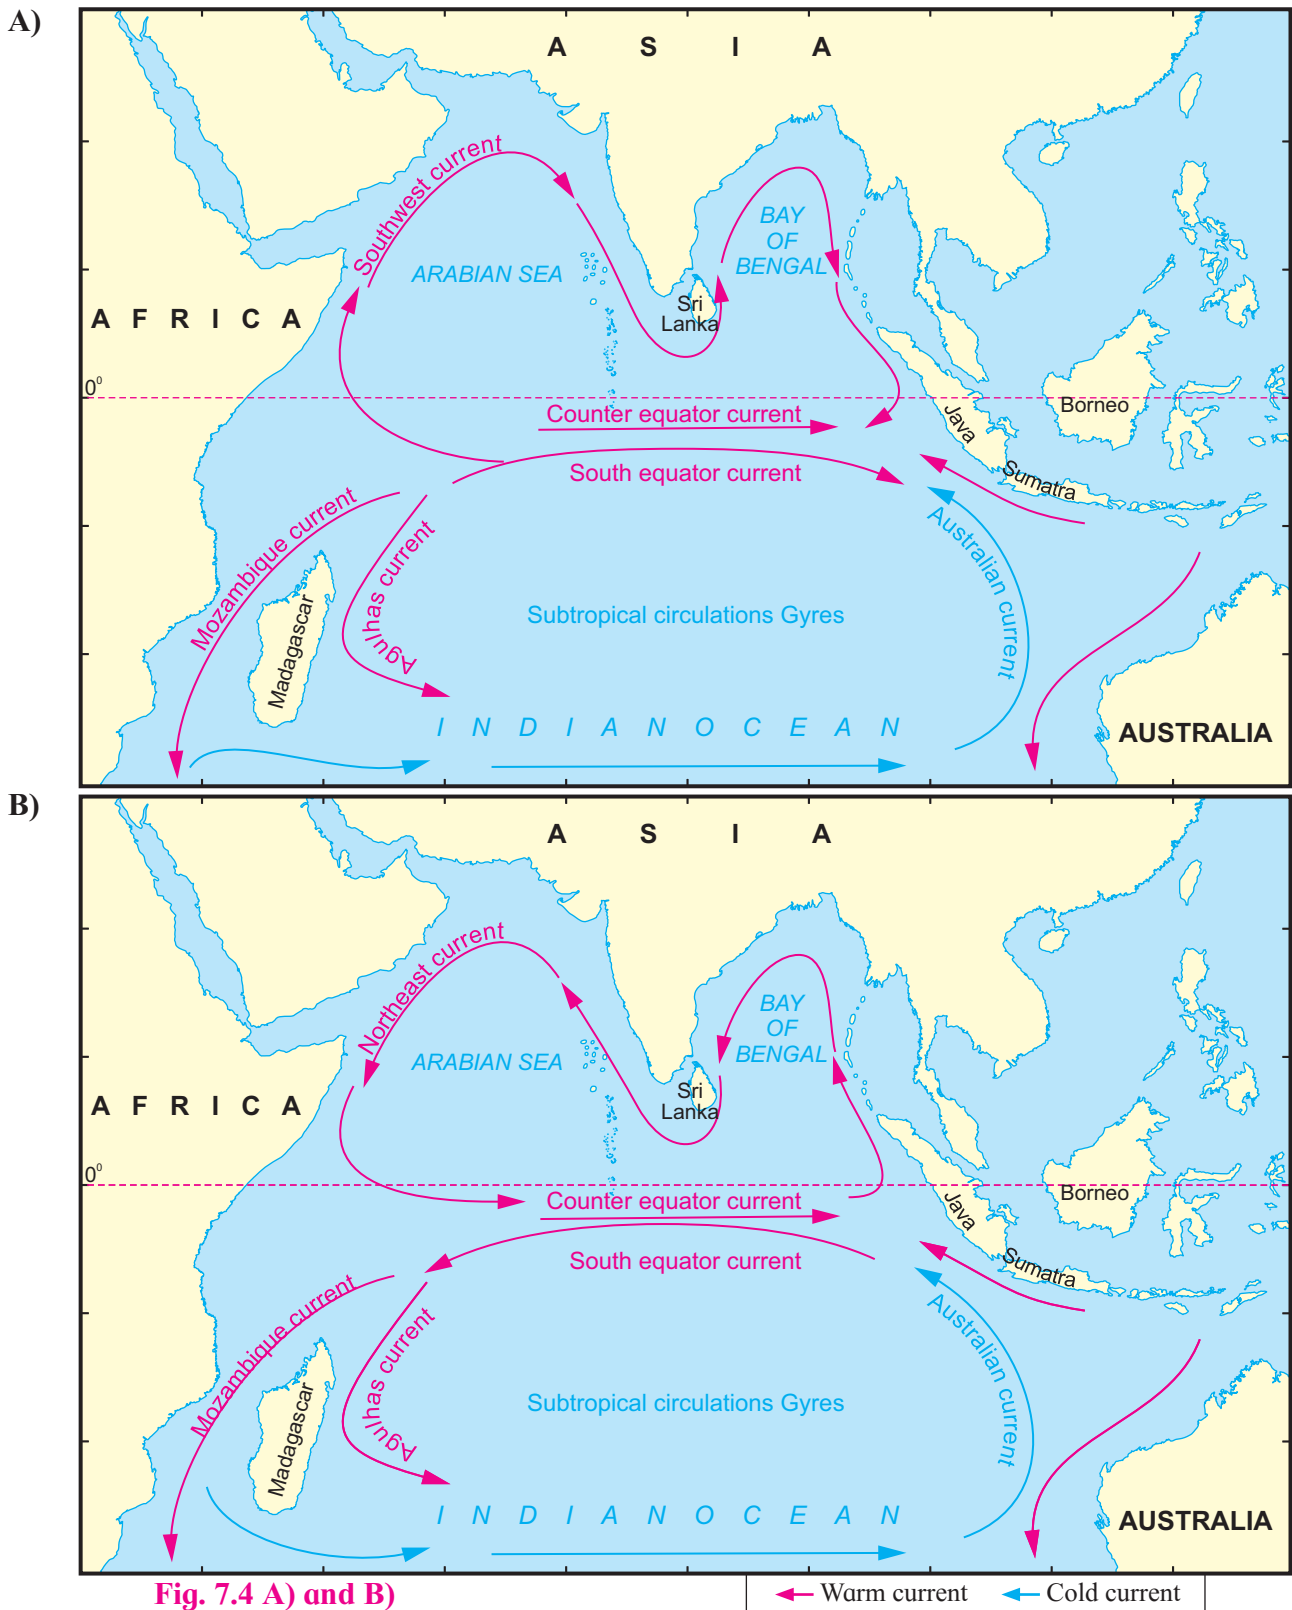 A)
A S I A
Southwest current
BAY
OF
BENGAL
ARABIAN SEA
Sri
Lanka
A F R I C A
0⁰
Counter equator current
Java
Borneo
South equator current
Sumatra
Mozambique current
Agulhas current
Australian current
Madagascar
Subtropical circulations Gyres
I N D I A N O C E A N
AUSTRALIA
B)
A S I A
Northeast current
BAY
OF
BENGAL
ARABIAN SEA
Sri
Lanka
A F R I C A
0⁰
Counter equator current
Java
Borneo
South equator current
Sumatra
Mozambique current
Agulhas current
Australian current
Madagascar
Subtropical circulations Gyres
I N D I A N O C E A N
AUSTRALIA
Fig. 7.4 A) and B)
Warm current
Cold current